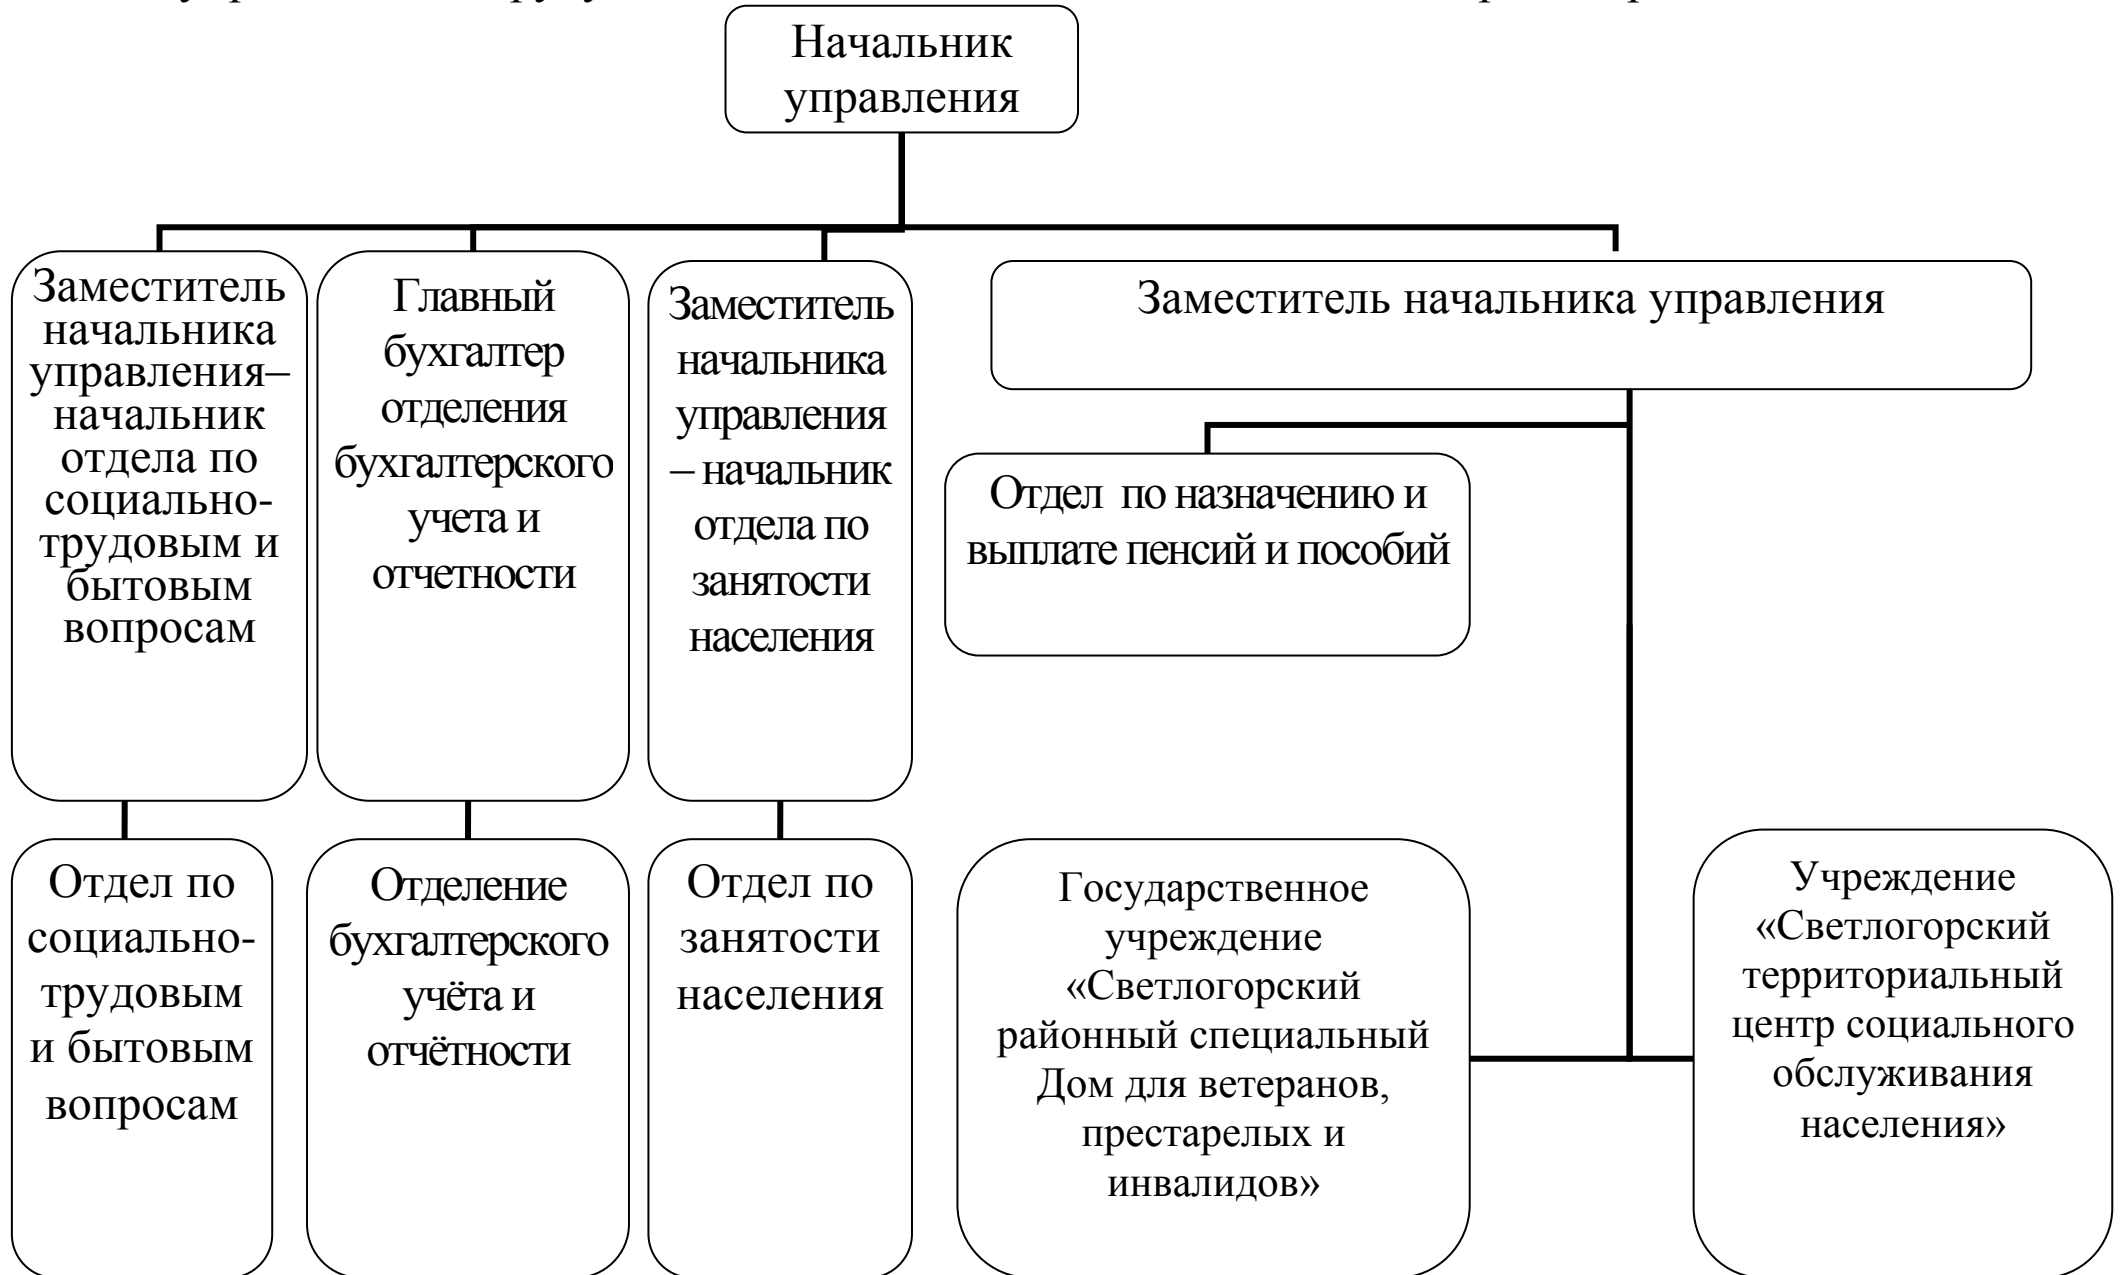 Начальник
управления
Заместитель
начальника
управления–
начальник
отдела по
социально-
трудовым и
бытовым
вопросам
Главный
бухгалтер
отделения
бухгалтерского
учета и
отчетности
Заместитель
начальника
управления
– начальник
отдела по
занятости
населения
Заместитель начальника управления
Отдел по назначению и
выплате пенсий и пособий
Отдел по
социально-
трудовым
и бытовым
вопросам
Отделение
бухгалтерского
учёта и
отчётности
Отдел по
занятости
населения
Государственное
учреждение
«Светлогорский
районный специальный
Дом для ветеранов,
престарелых и
инвалидов»
Учреждение
«Светлогорский
территориальный
центр социального
обслуживания
населения»